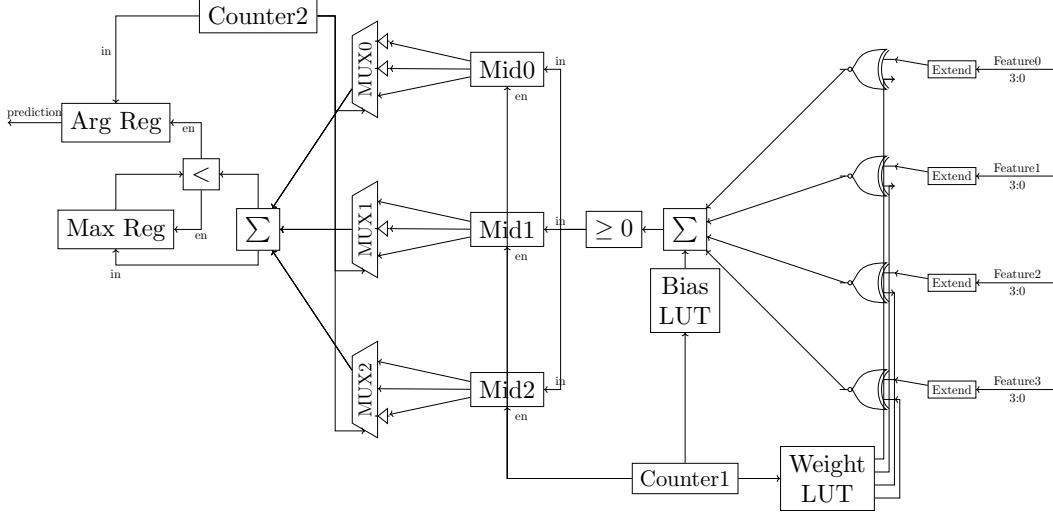 Counter2
in
prediction
Arg Reg
en
<
Max Reg
en
in
∑
MUX0
MUX1
MUX2
Mid0
in
en
Mid1
in
en
Mid2
in
en
≥ 0
∑
Bias
LUT
Counter1
Weight
LUT
Extend
Feature0
3:0
Extend
Feature1
3:0
Extend
Feature2
3:0
Extend
Feature3
3:0